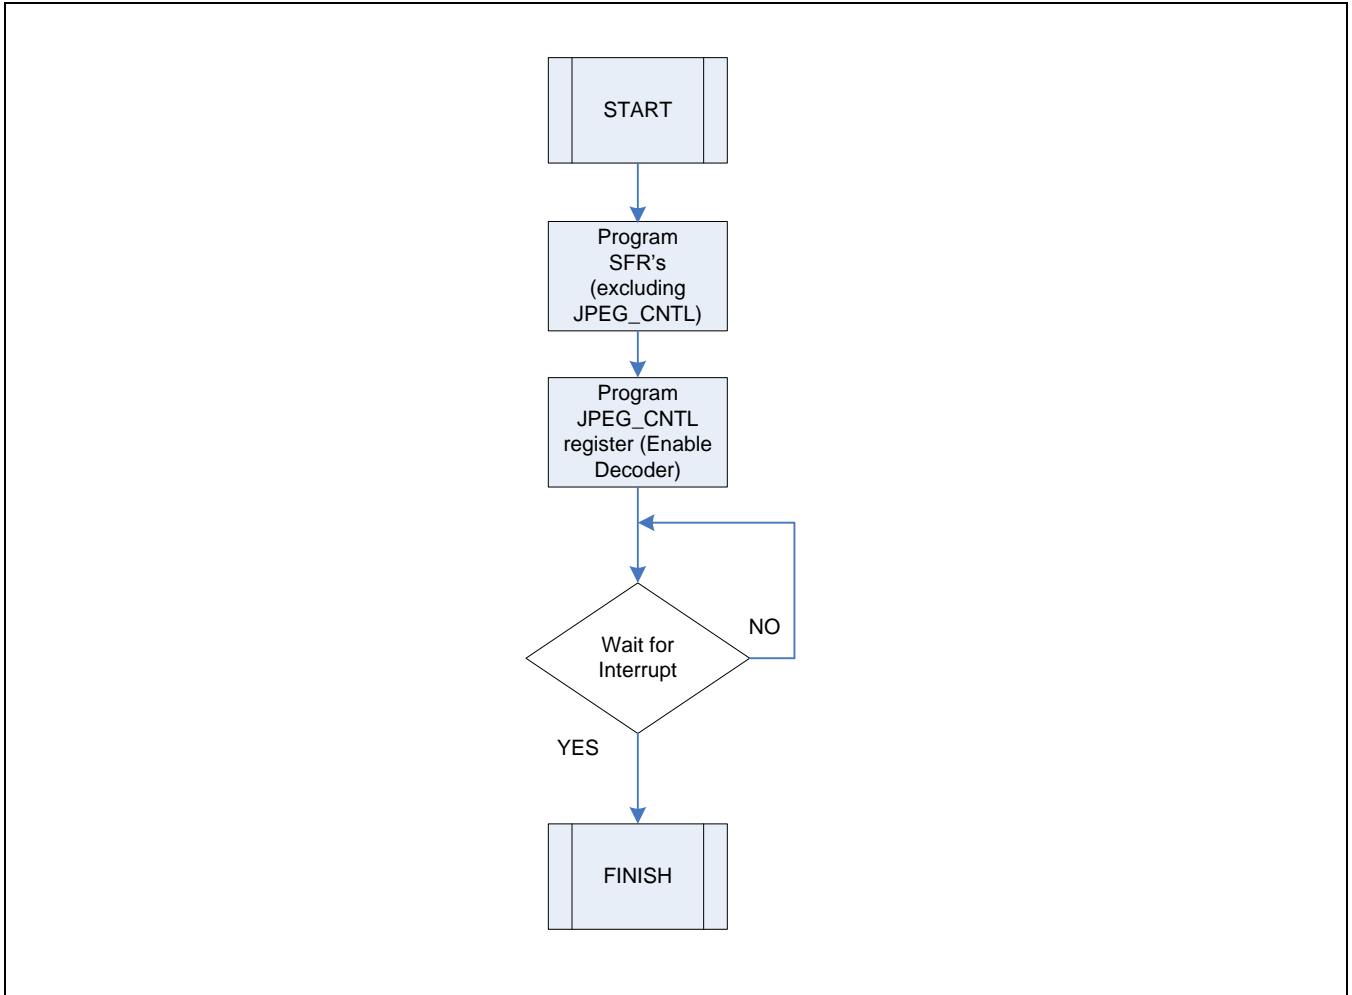 START
Program
SFR's
(excluding
JPEG_CNTL)
Program
JPEG_CNTL
register (Enable
Decoder)
NO
Wait for
Interrupt
YES
FINISH